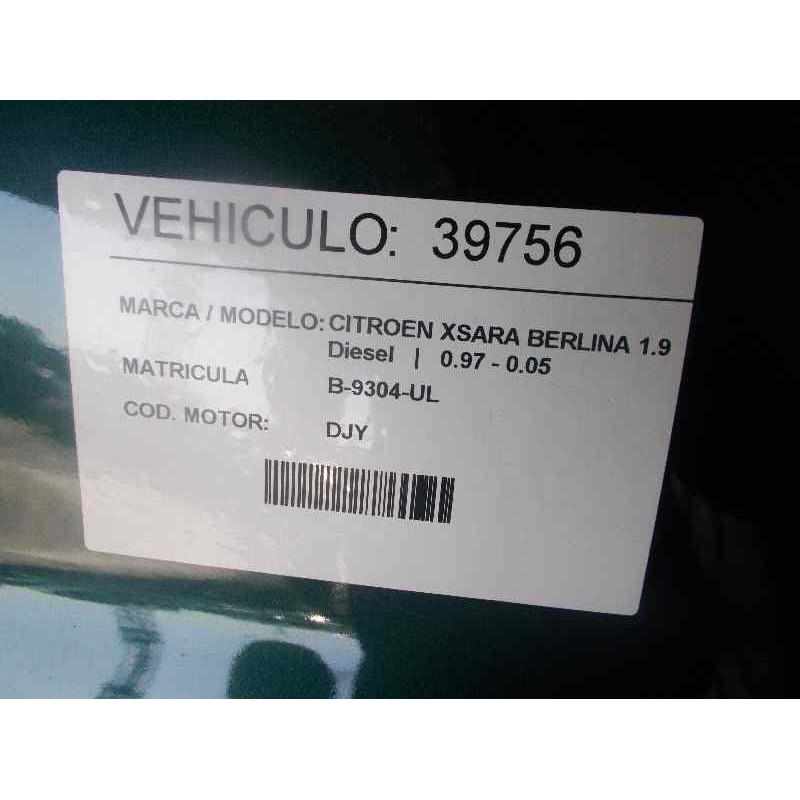 VEHICULO: 39756
MARCA / MODELO: CITROEN XSARA BERLINA 1.9
Diesel | 0.97 - 0.05
MATRICULA B-9304-UL
COD. MOTOR: DJY